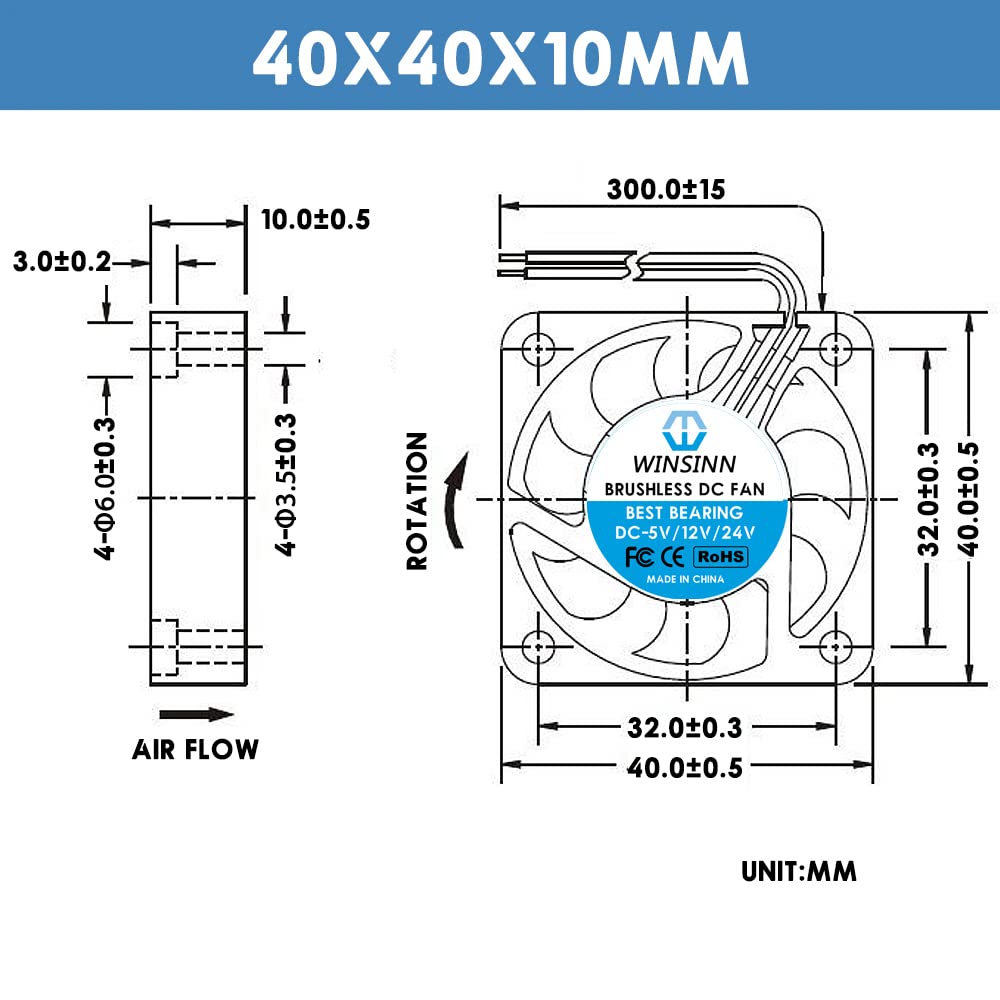 40X40X10MM
300.0±15
10.0±0.5
3.0±0.2
4-Φ6.0±0.3
4-Φ3.5±0.3
ROTATION
WINSINN
BRUSHLESS DC FAN
BEST BEARING
DC-5V/12V/24V
FC CE RoHS
MADE IN CHINA
32.0±0.3
40.0±0.5
AIR FLOW
32.0±0.3
40.0±0.5
UNIT:MM